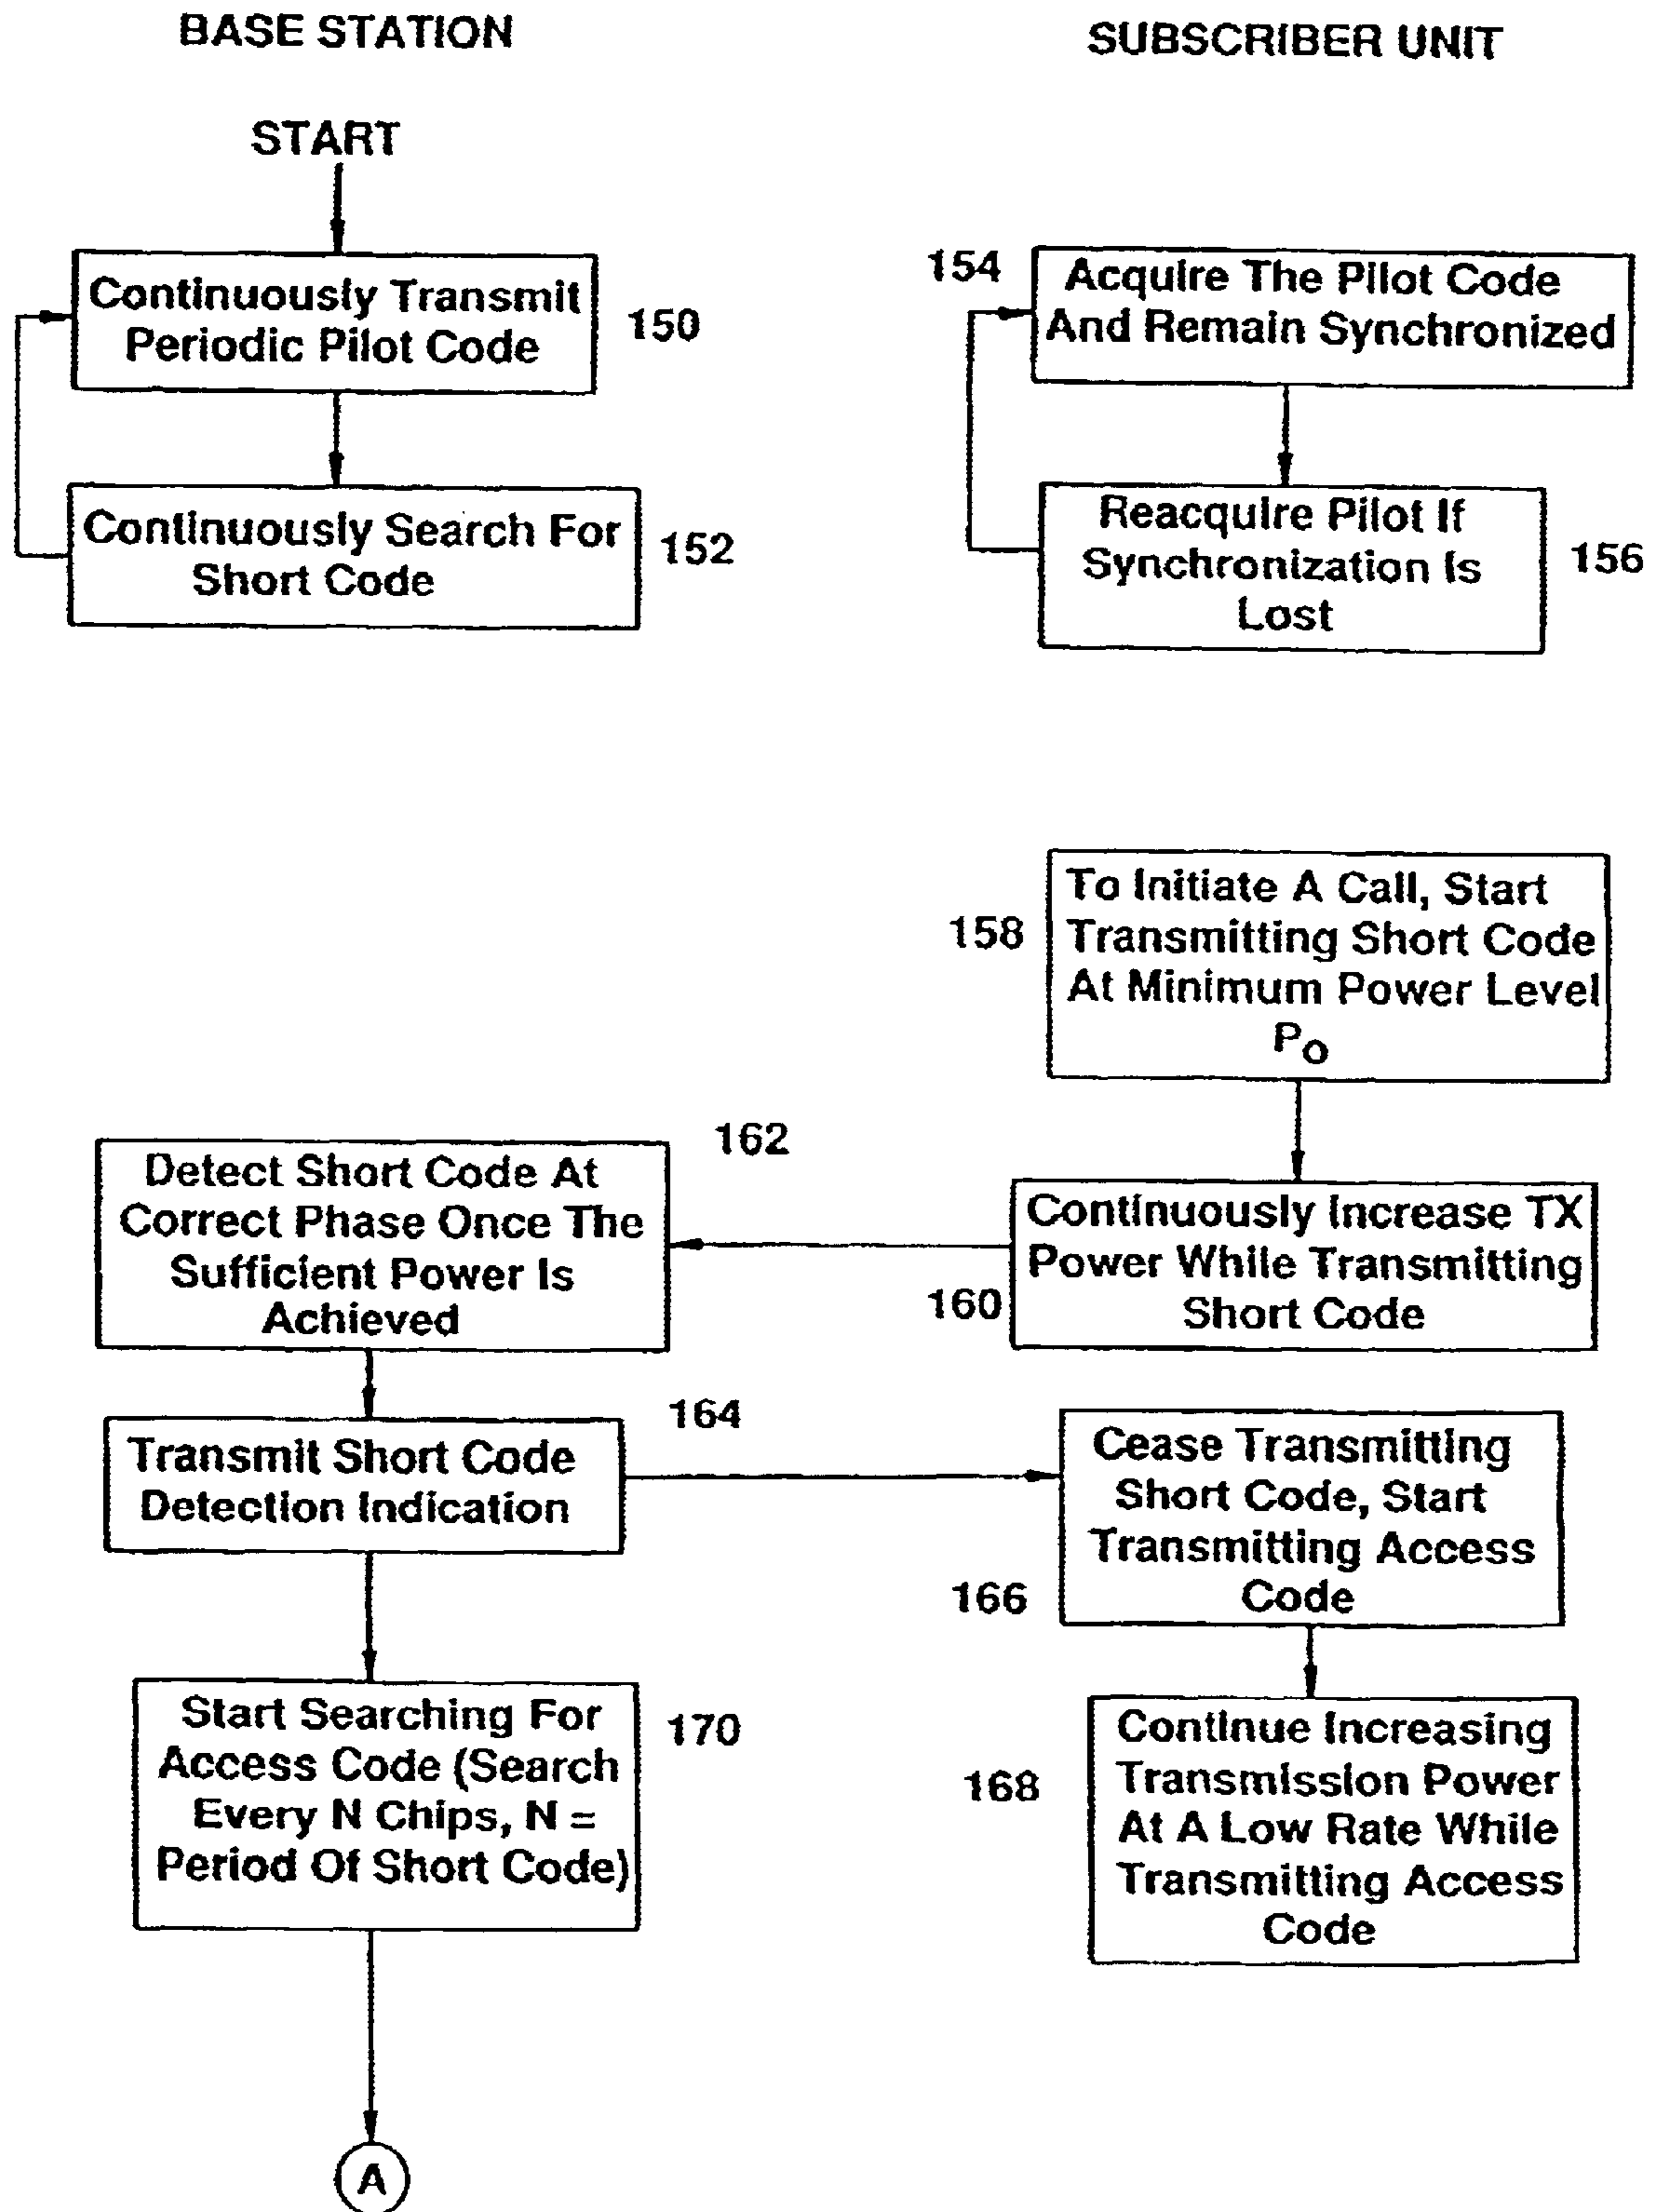 BASE STATION
SUBSCRIBER UNIT
START
Continuously Transmit
Periodic Pilot Code
150
154
Acquire The Pilot Code
And Remain Synchronized
Continuously Search For
Short Code
152
Reacquire Pilot If
Synchronization Is
Lost
156
158
To Initiate A Call, Start
Transmitting Short Code
At Minimum Power Level
Po
162
Detect Short Code At
Correct Phase Once The
Sufficient Power Is
Achieved
Continuously Increase TX
Power While Transmitting
Short Code
160
164
Transmit Short Code
Detection Indication
Cease Transmitting
Short Code, Start
Transmitting Access
Code
166
Start Searching For
Access Code (Search
Every N Chips, N =
Period Of Short Code)
170
168
Continue Increasing
Transmission Power
At A Low Rate While
Transmitting Access
Code
A